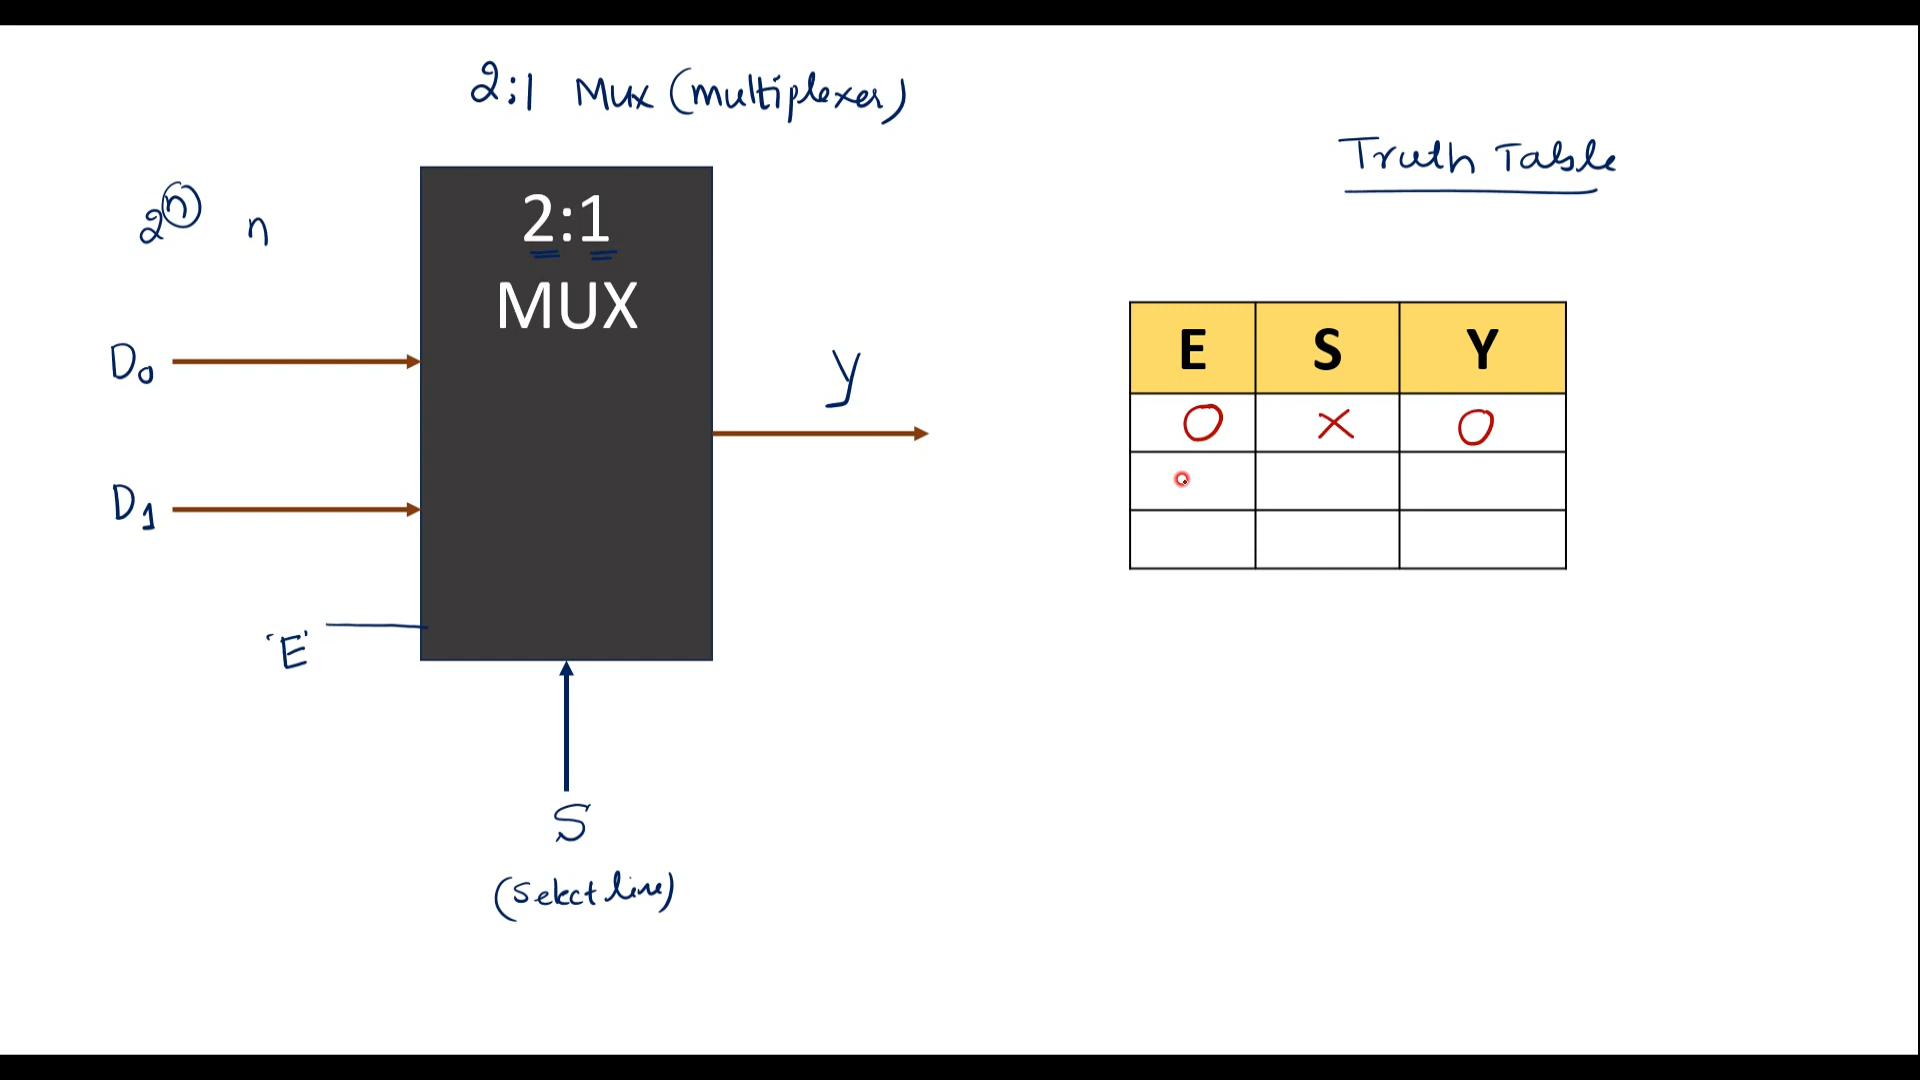 2:1 Mux (multiplexer)
Truth Table
2^n n
2:1
MUX
D0
D1
'E'
Y
S
(Select line)
E S Y
0 X 0